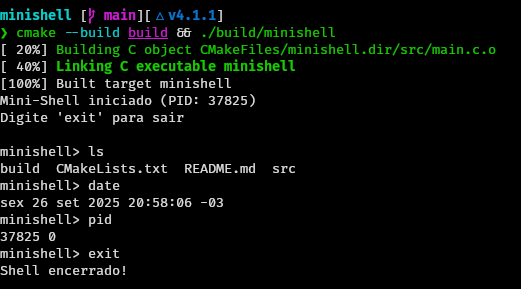 minishell [ main][△ v4.1.1]
❯ cmake --build build && ./build/minishell
[ 20%] Building C object CMakeFiles/minishell.dir/src/main.c.o
[ 40%] Linking C executable minishell
[100%] Built target minishell
Mini-Shell iniciado (PID: 37825)
Digite 'exit' para sair
minishell> ls
build  CMakeLists.txt  README.md  src
minishell> date
sex 26 set 2025 20:58:06 -03
minishell> pid
37825 0
minishell> exit
Shell encerrado!